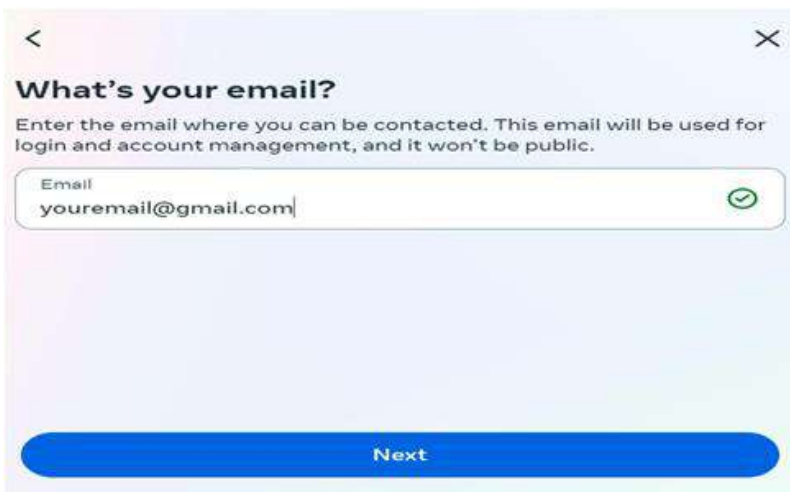 What's your email?
Enter the email where you can be contacted. This email will be used for
login and account management, and it won't be public.
Email
youremail@gmail.com
Next